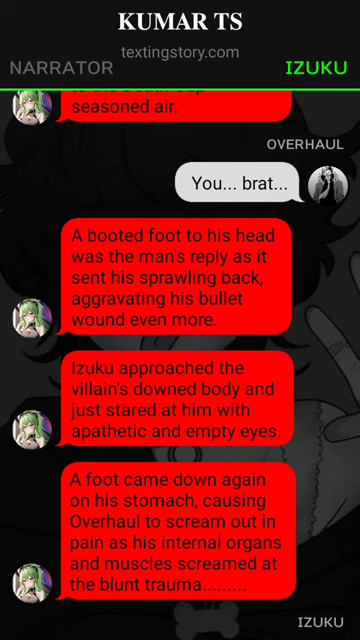 KUMAR TS
textingstory.com
NARRATOR
IZUKU
seasoned air.
OVERHAUL
You... brat...
A booted foot to his head
was the man's reply as it
sent his sprawling back,
aggravating his bullet
wound even more.
Izuku approached the
villain's downed body and
just stared at him with
apathetic and empty eyes.
A foot came down again
on his stomach, causing
Overhaul to scream out in
pain as his internal organs
and muscles screamed at
the blunt trauma.........
IZUKU